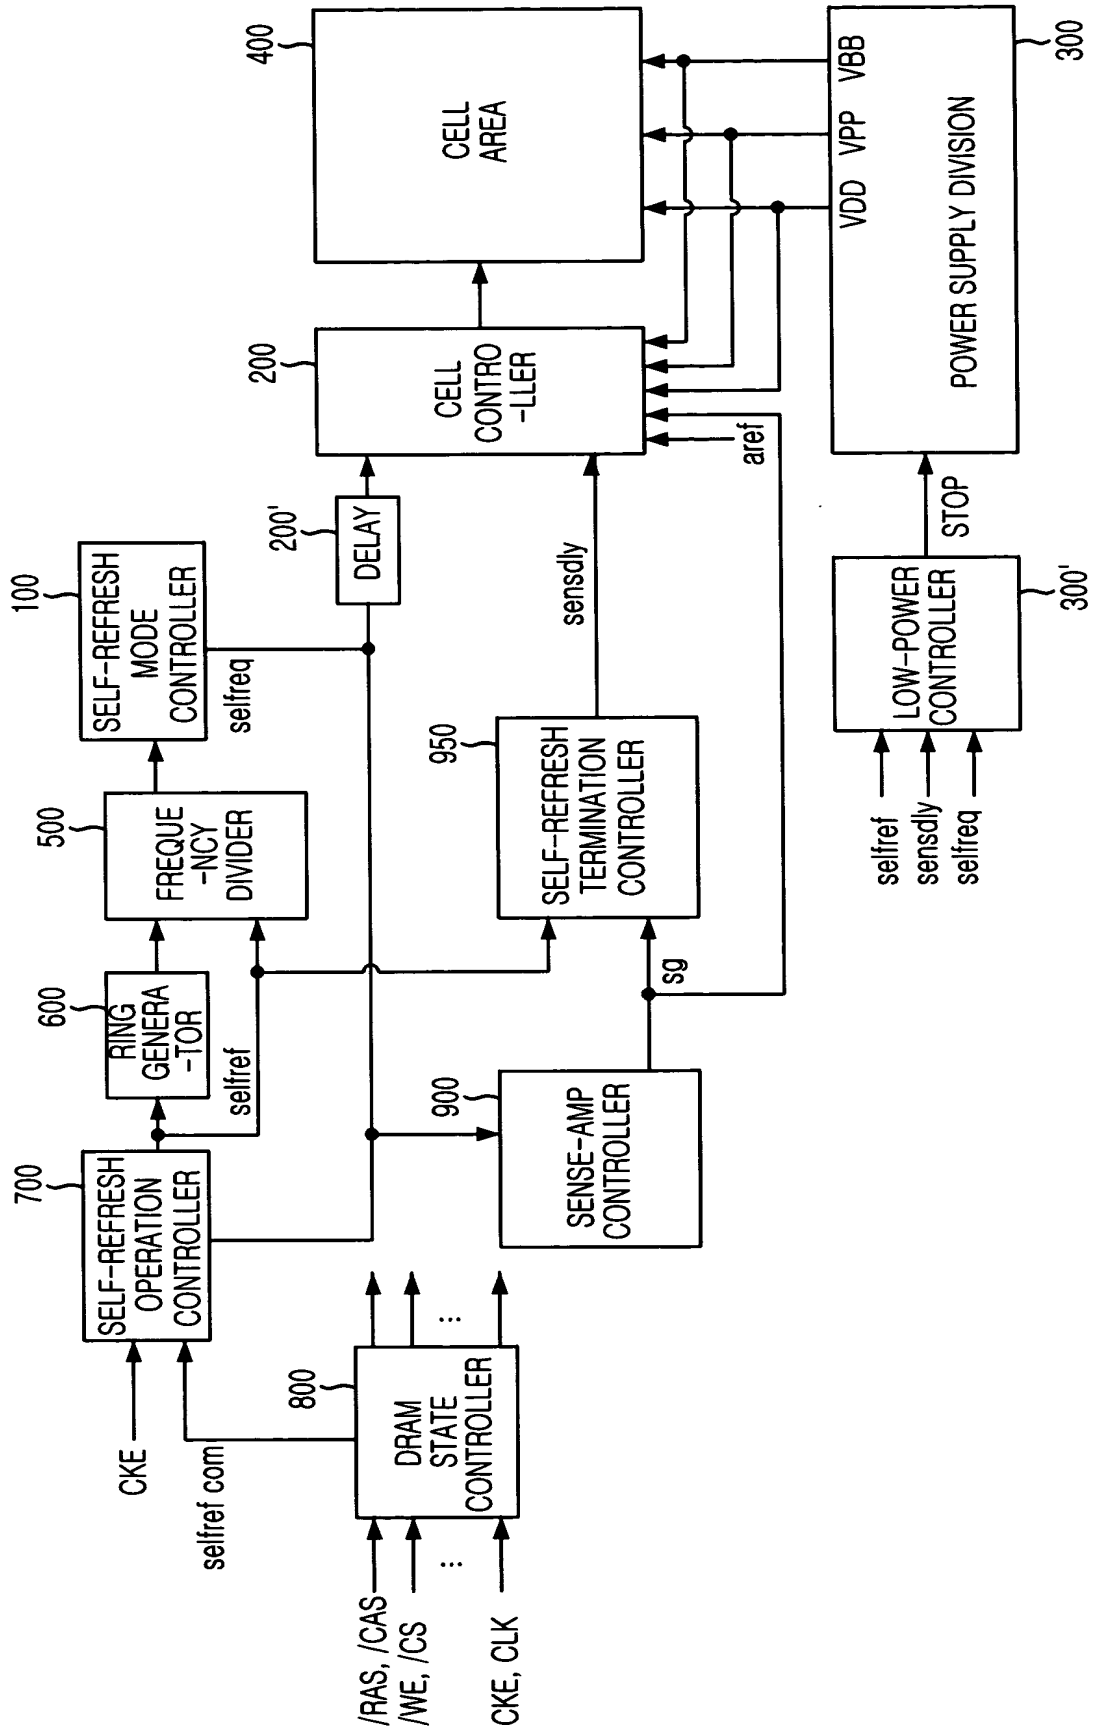 100
SELF-REFRESH
MODE
CONTROLLER
selfreq
500
FREQUE
-NCY
DIVIDER
600
RING
GENERA
-TOR
selfref
700
SELF-REFRESH
OPERATION
CONTROLLER
CKE
selfref com
400
CELL
AREA
200
CELL
CONTRO
-LLER
200'
DELAY
sensdly
aref
950
SELF-REFRESH
TERMINATION
CONTROLLER
sg
900
SENSE-AMP
CONTROLLER
800
DRAM
STATE
CONTROLLER
...
...
/RAS, /CAS
/WE, /CS
CKE, CLK
VDD VPP VBB
POWER SUPPLY DIVISION
300
STOP
LOW-POWER
CONTROLLER
300'
selfref
sensdly
selfreq